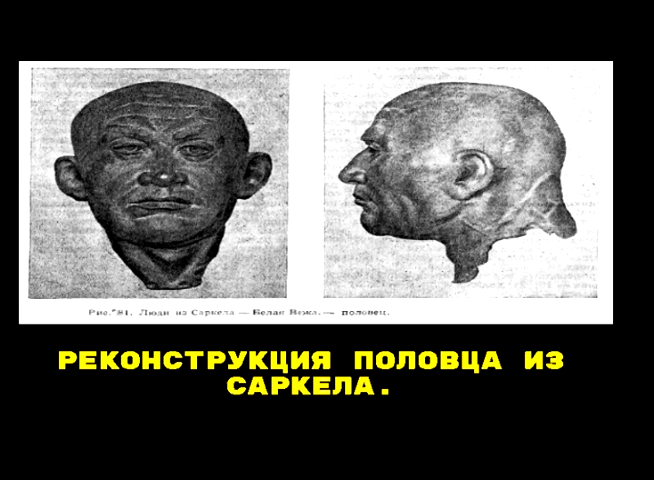 Рис. 81. Люди из Саркела — Белая Вежа. — половец.
РЕКОНСТРУКЦИЯ ПОЛОВЦА ИЗ
САРКЕЛА.